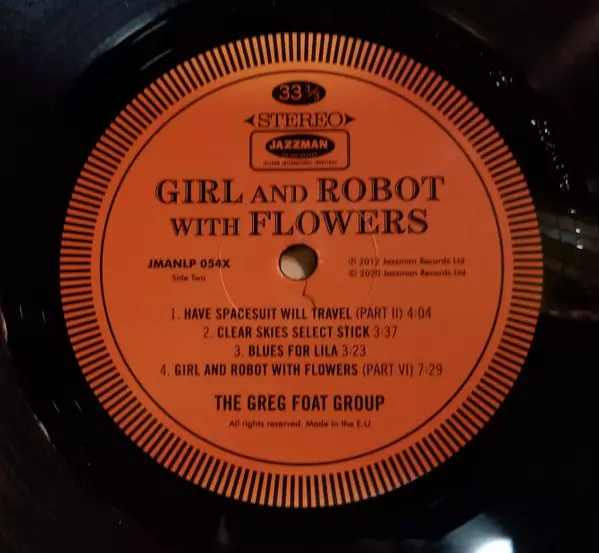 33 ⅓
STEREO
JAZZMAN
GIRL AND ROBOT
WITH FLOWERS
JMANLP 054X
Side Two
℗ 2012 Jazzman Records Ltd
© 2020 Jazzman Records Ltd.
1. HAVE SPACESUIT WILL TRAVEL (PART II) 4:04
2. CLEAR SKIES SELECT STICK 3:37
3. BLUES FOR LILA 3:23
4. GIRL AND ROBOT WITH FLOWERS (PART VI) 7:29
THE GREG FOAT GROUP
All rights reserved. Made in the E.U.